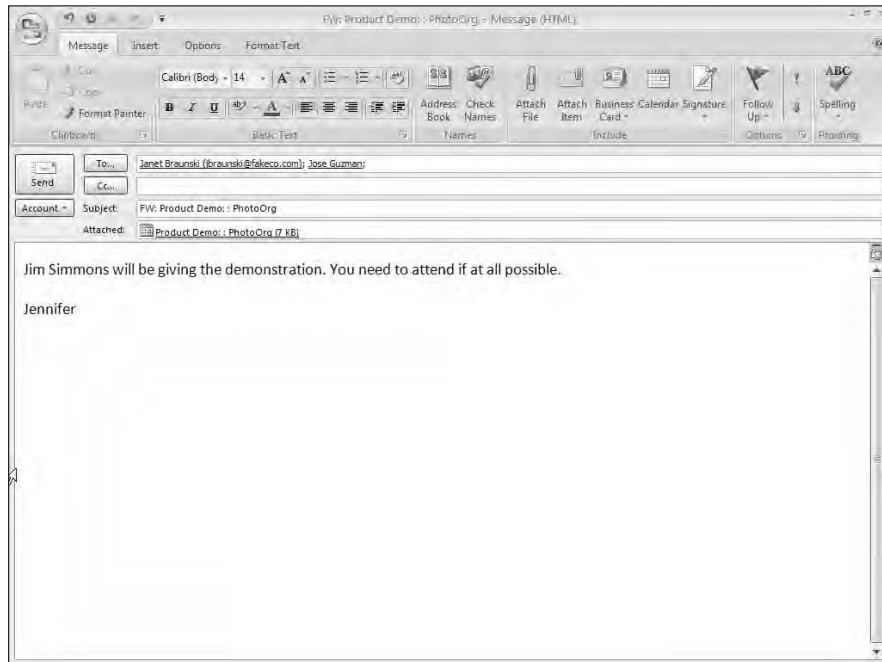 FW: Product Demo: : PhotoOrg - Message (HTML)
Message Insert Options Format Text
Cut
Copy
Paste
Format Painter
Calibri (Body - 14
B I U
Address Book
Check Names
Attach File
Attach Item
Business Card
Calendar
Signature
Follow Up
ABC
Spelling
Clipboard Basic Text Names Include Options Proofing
Send
To... Janet Braunski (jbraunski@fakeco.com); Jose Guzman;
Cc...
Account Subject: FW: Product Demo: : PhotoOrg
Attached: Product Demo: : PhotoOrg (7 KB)
Jim Simmons will be giving the demonstration. You need to attend if at all possible.
Jennifer